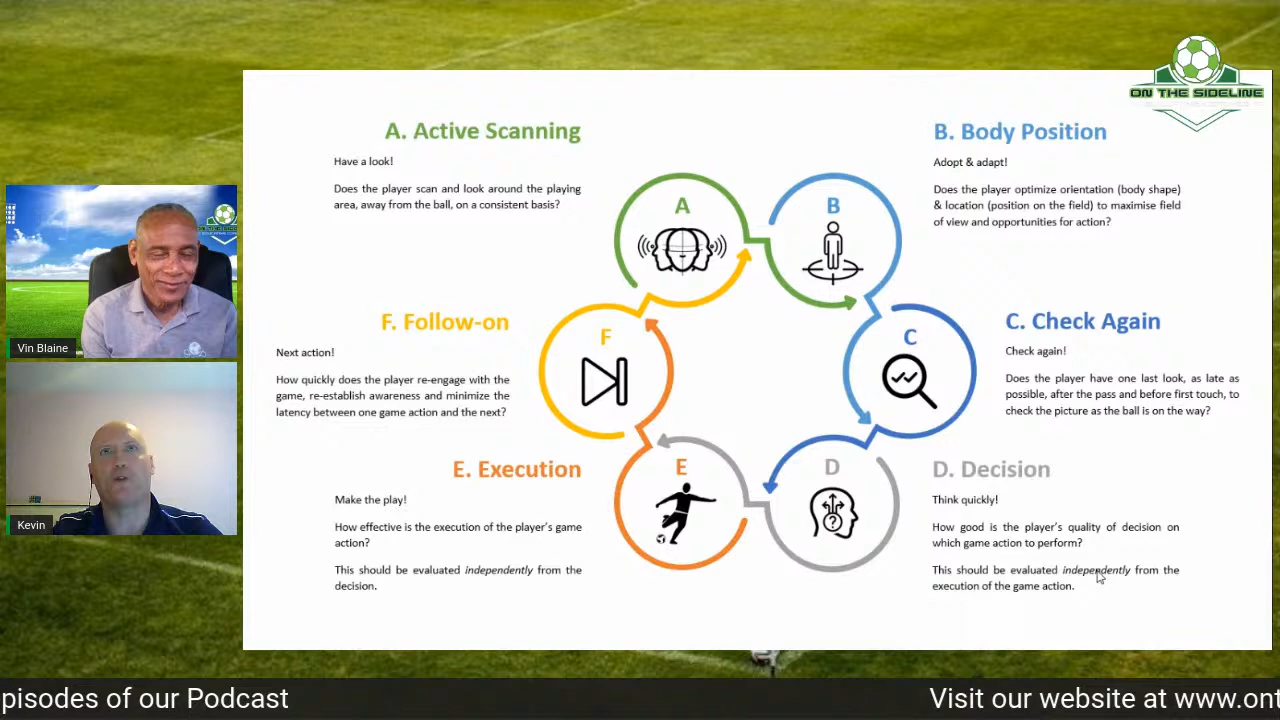 ON THE SIDELINE
A. Active Scanning
Have a look!
Does the player scan and look around the playing
area, away from the ball, on a consistent basis?
B. Body Position
Adopt & adapt!
Does the player optimize orientation (body shape)
& location (position on the field) to maximise field
of view and opportunities for action?
A
B
F. Follow-on
Next action!
How quickly does the player re-engage with the
game, re-establish awareness and minimize the
latency between one game action and the next?
F
C
C. Check Again
Check again!
Does the player have one last look, as late as
possible, after the pass and before first touch, to
check the picture as the ball is on the way?
E. Execution
Make the play!
How effective is the execution of the player's game
action?
This should be evaluated independently from the
decision.
E
D
?
D. Decision
Think quickly!
How good is the player's quality of decision on
which game action to perform?
This should be evaluated independently from the
execution of the game action.
Vin Blaine
Kevin
pisodes of our Podcast
Visit our website at www.ont